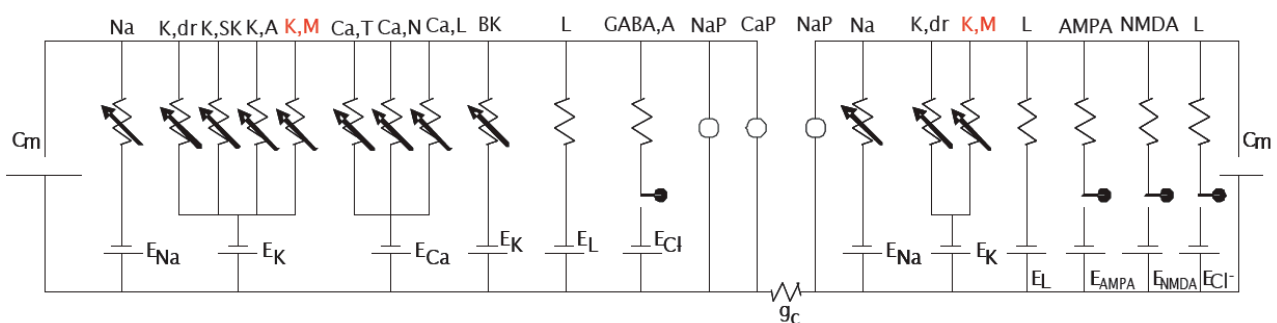 Na K,dr K,SK K,A K,M Ca,T Ca,N Ca,L BK L GABA,A NaP CaP NaP Na K,dr K,M L AMPA NMDA L
Cm Cm
ENa EK ECa EK EL ECl ENa EK EL EAMPA ENMDA ECl-
gc